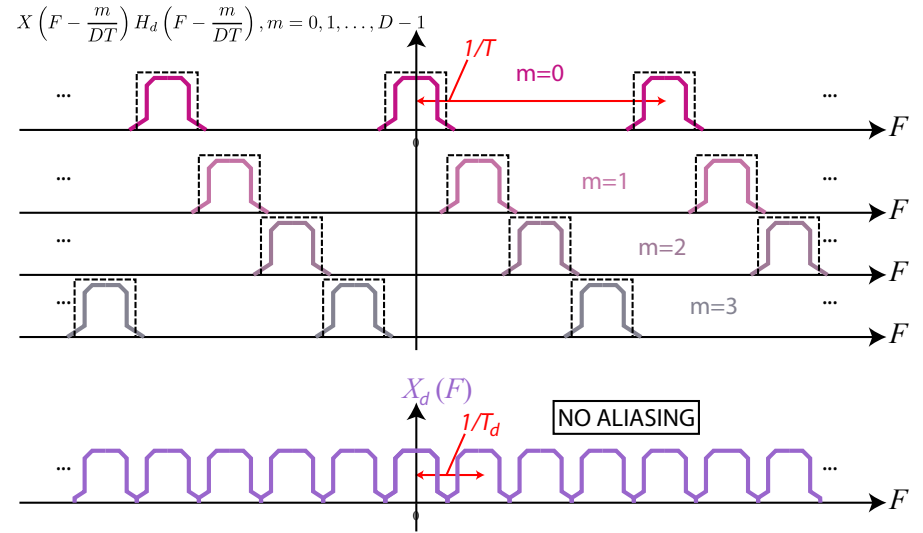 X(F − m/DT) H_d(F − m/DT), m = 0, 1, . . . , D − 1
1/T
m=0
... ...
F
0
... m=1 ...
F
... m=2 ...
F
... m=3 ...
F
X_d(F)
NO ALIASING
1/T_d
... ...
F
0